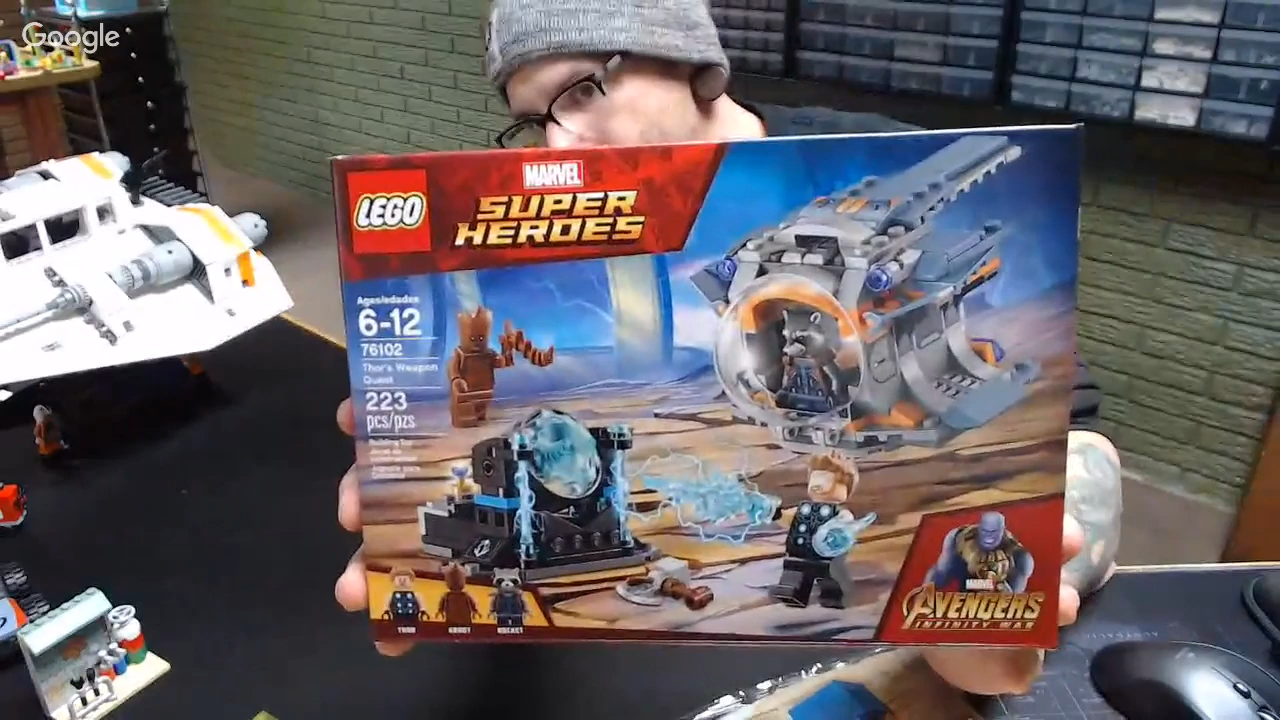 Google
LEGO
MARVEL
SUPER
HEROES
Ages/edades
6-12
76102
Thor's Weapon
Quest
223
pcs/pzs
THOR
GROOT
ROCKET
MARVEL
AVENGERS
INFINITY WAR